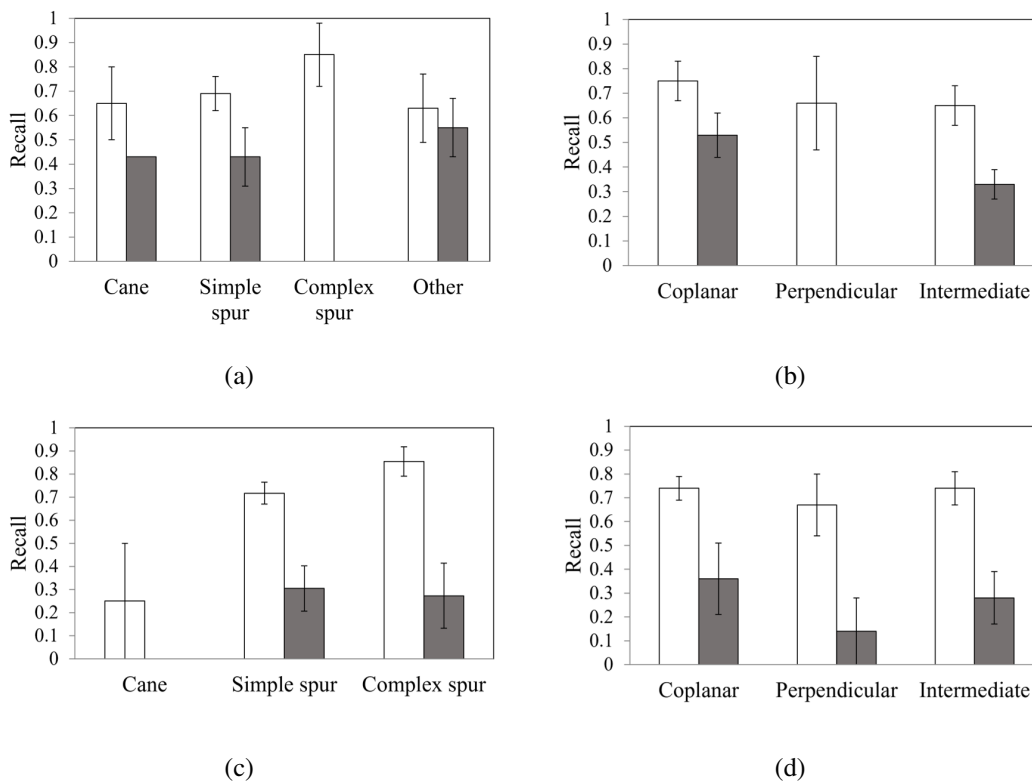 1
0.9
0.8
0.7
0.6
0.5
0.4
0.3
0.2
0.1
0
Recall
Cane
Simple
spur
Complex
spur
Other
(a)
1
0.9
0.8
0.7
0.6
0.5
0.4
0.3
0.2
0.1
0
Recall
Coplanar
Perpendicular
Intermediate
(b)
1
0.9
0.8
0.7
0.6
0.5
0.4
0.3
0.2
0.1
0
Recall
Cane
Simple spur
Complex spur
(c)
1
0.9
0.8
0.7
0.6
0.5
0.4
0.3
0.2
0.1
0
Recall
Coplanar
Perpendicular
Intermediate
(d)